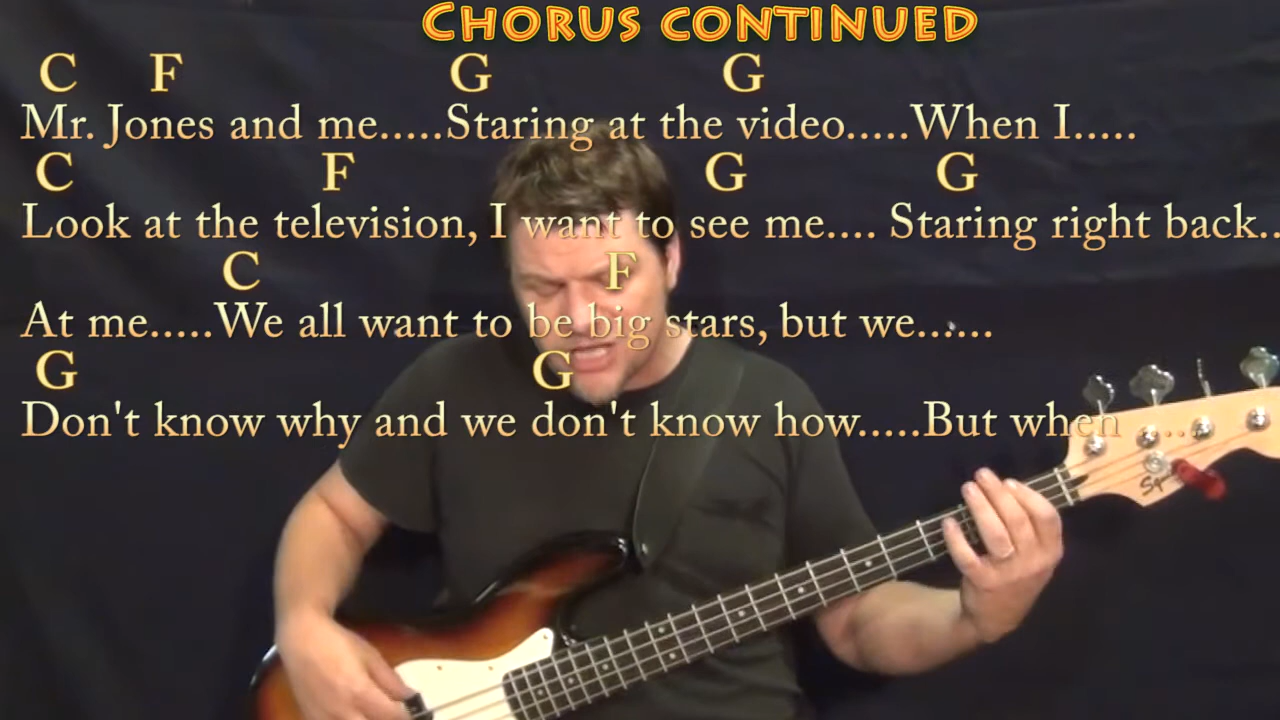 CHORUS CONTINUED
C F G G
Mr. Jones and me.....Staring at the video.....When I.....
C F G G
Look at the television, I want to see me.... Staring right back..
C F
At me.....We all want to be big stars, but we......
G G
Don't know why and we don't know how.....But when ....